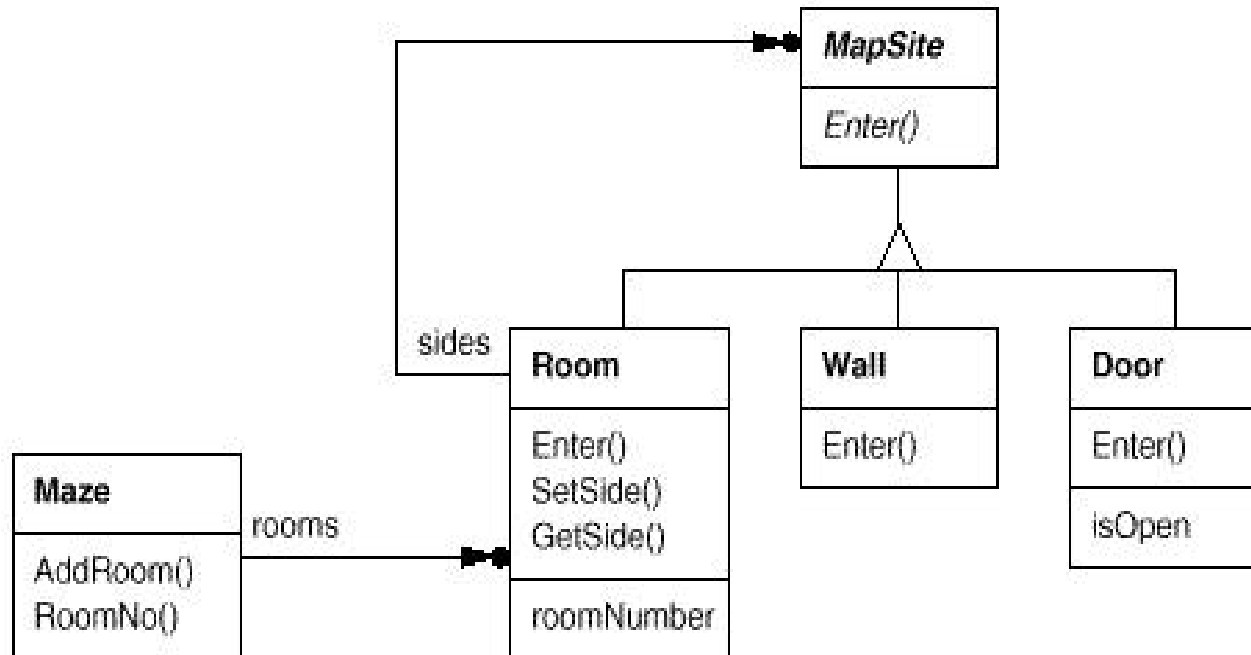 MapSite
Enter()
sides
Room
Enter()
SetSide()
GetSide()
roomNumber
Wall
Enter()
Door
Enter()
isOpen
Maze
AddRoom()
RoomNo()
rooms